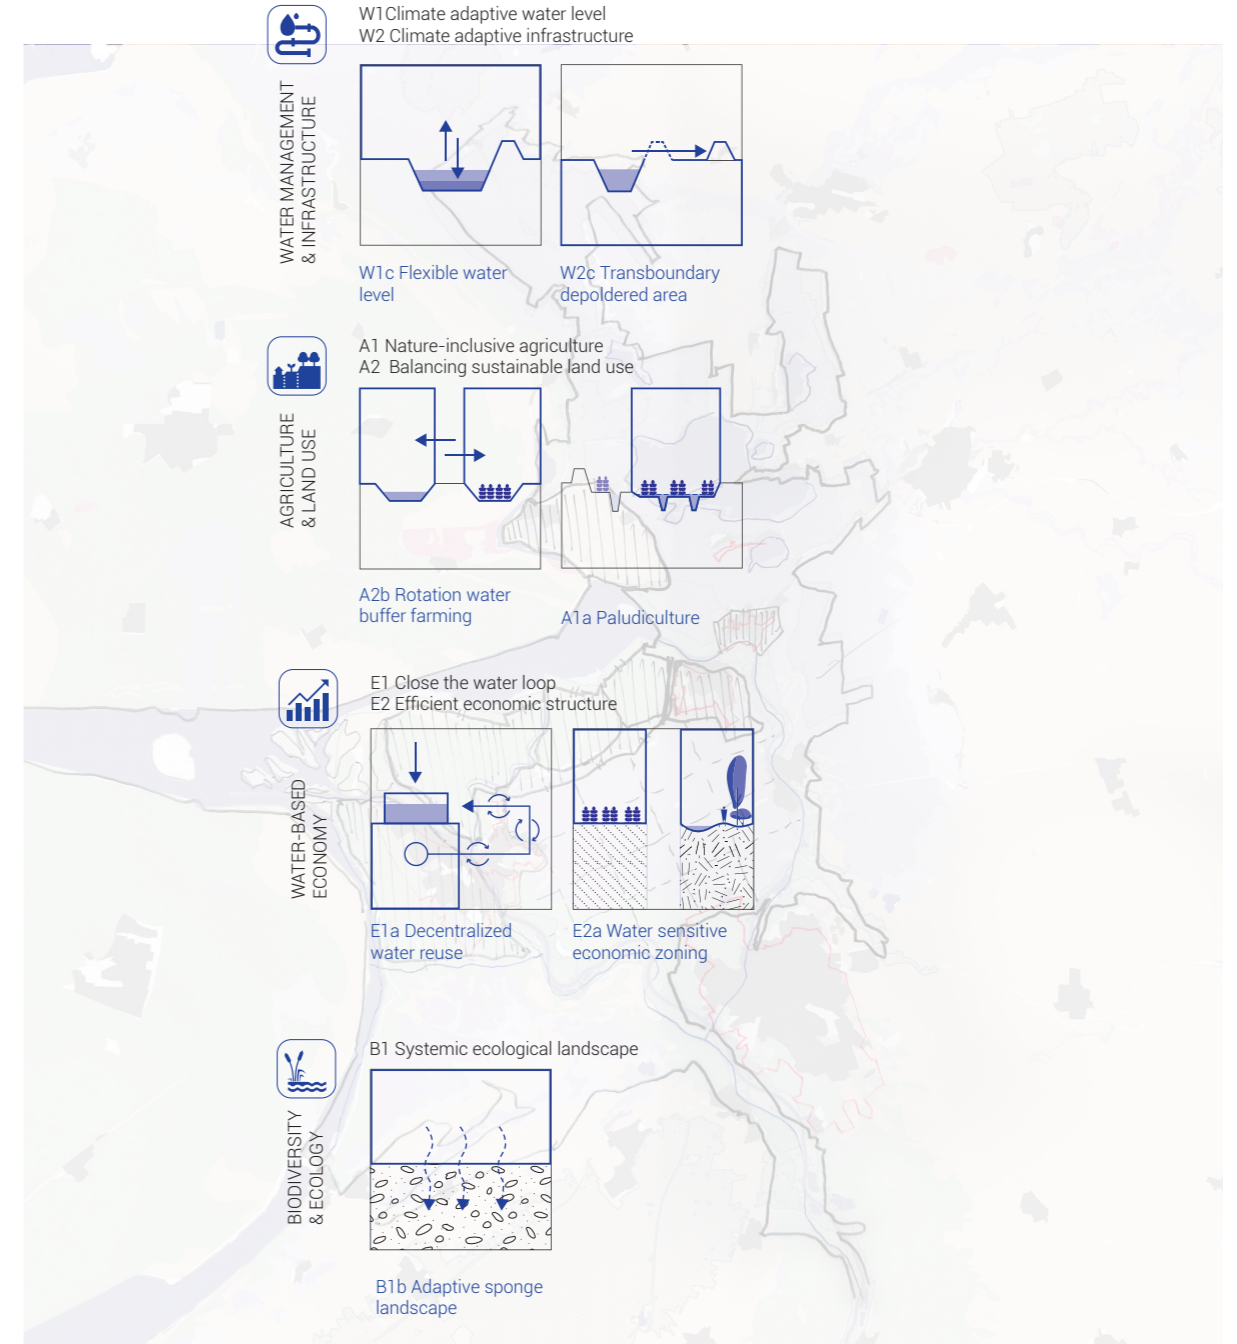 W1Climate adaptive water level
W2 Climate adaptive infrastructure
WATER MANAGEMENT
& INFRASTRUCTURE
W1c Flexible water
level
W2c Transboundary
depoldered area
A1 Nature-inclusive agriculture
A2 Balancing sustainable land use
AGRICULTURE
& LAND USE
A2b Rotation water
buffer farming
A1a Paludiculture
E1 Close the water loop
E2 Efficient economic structure
WATER-BASED
ECONOMY
E1a Decentralized
water reuse
E2a Water sensitive
economic zoning
B1 Systemic ecological landscape
BIODIVERSITY
& ECOLOGY
B1b Adaptive sponge
landscape